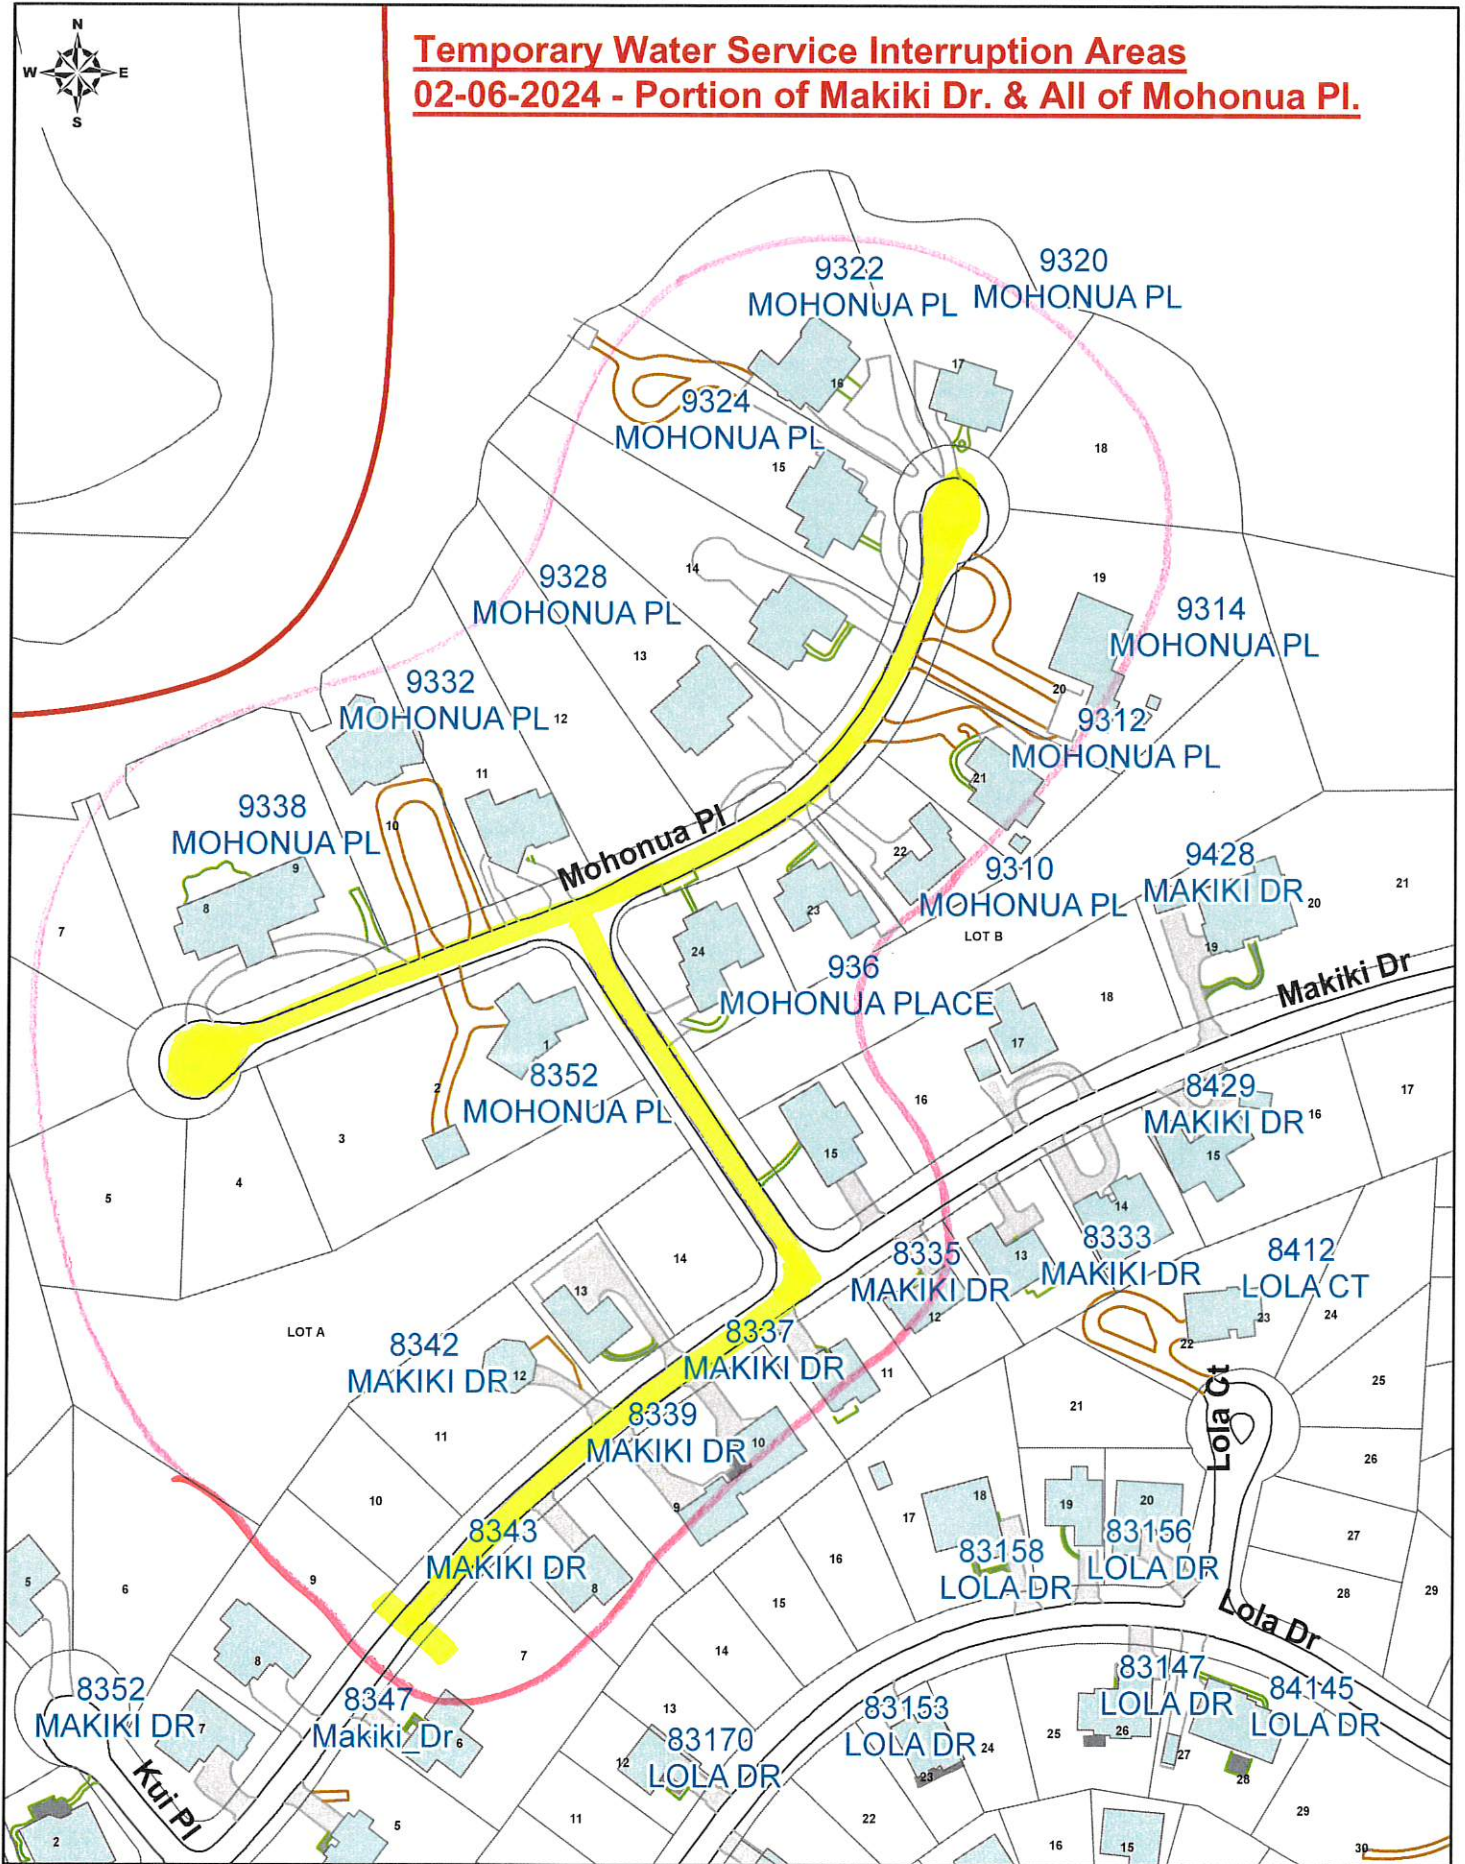 N
W E
S
Temporary Water Service Interruption Areas
02-06-2024 - Portion of Makiki Dr. & All of Mohonua Pl.
9320
MOHONUA PL
9322
MOHONUA PL
17
16
9324
MOHONUA PL
15
18
14
19
9328
MOHONUA PL
13
9314
MOHONUA PL
20
9332
MOHONUA PL
12
9312
MOHONUA PL
11
21
10
9338
MOHONUA PL
9
8
7
Mohonua Pl
22
9310
MOHONUA PL
9428
MAKIKI DR
20
21
19
23
LOT B
24
936
MOHONUA PLACE
18
Makiki Dr
17
1
8352
MOHONUA PL
2
3
4
5
16
8429
MAKIKI DR
16
17
15
15
14
14
13
8335
MAKIKI DR
12
8333
MAKIKI DR
8412
LOLA CT
24
23
22
13
LOT A
8342
MAKIKI DR
12
8337
MAKIKI DR
11
25
Lola Ct
21
11
8339
MAKIKI DR
10
26
10
9
18
19
20
17
27
8343
MAKIKI DR
8
83158
LOLA DR
83156
LOLA DR
16
5
6
9
15
28
29
Lola Dr
14
7
8
83147
LOLA DR
84145
LOLA DR
8352
MAKIKI DR
7
8347
Makiki_Dr
6
13
83170
LOLA DR
12
83153
LOLA DR
24
23
25
26
27
28
Kui Pl
2
5
11
22
29
16
15
30